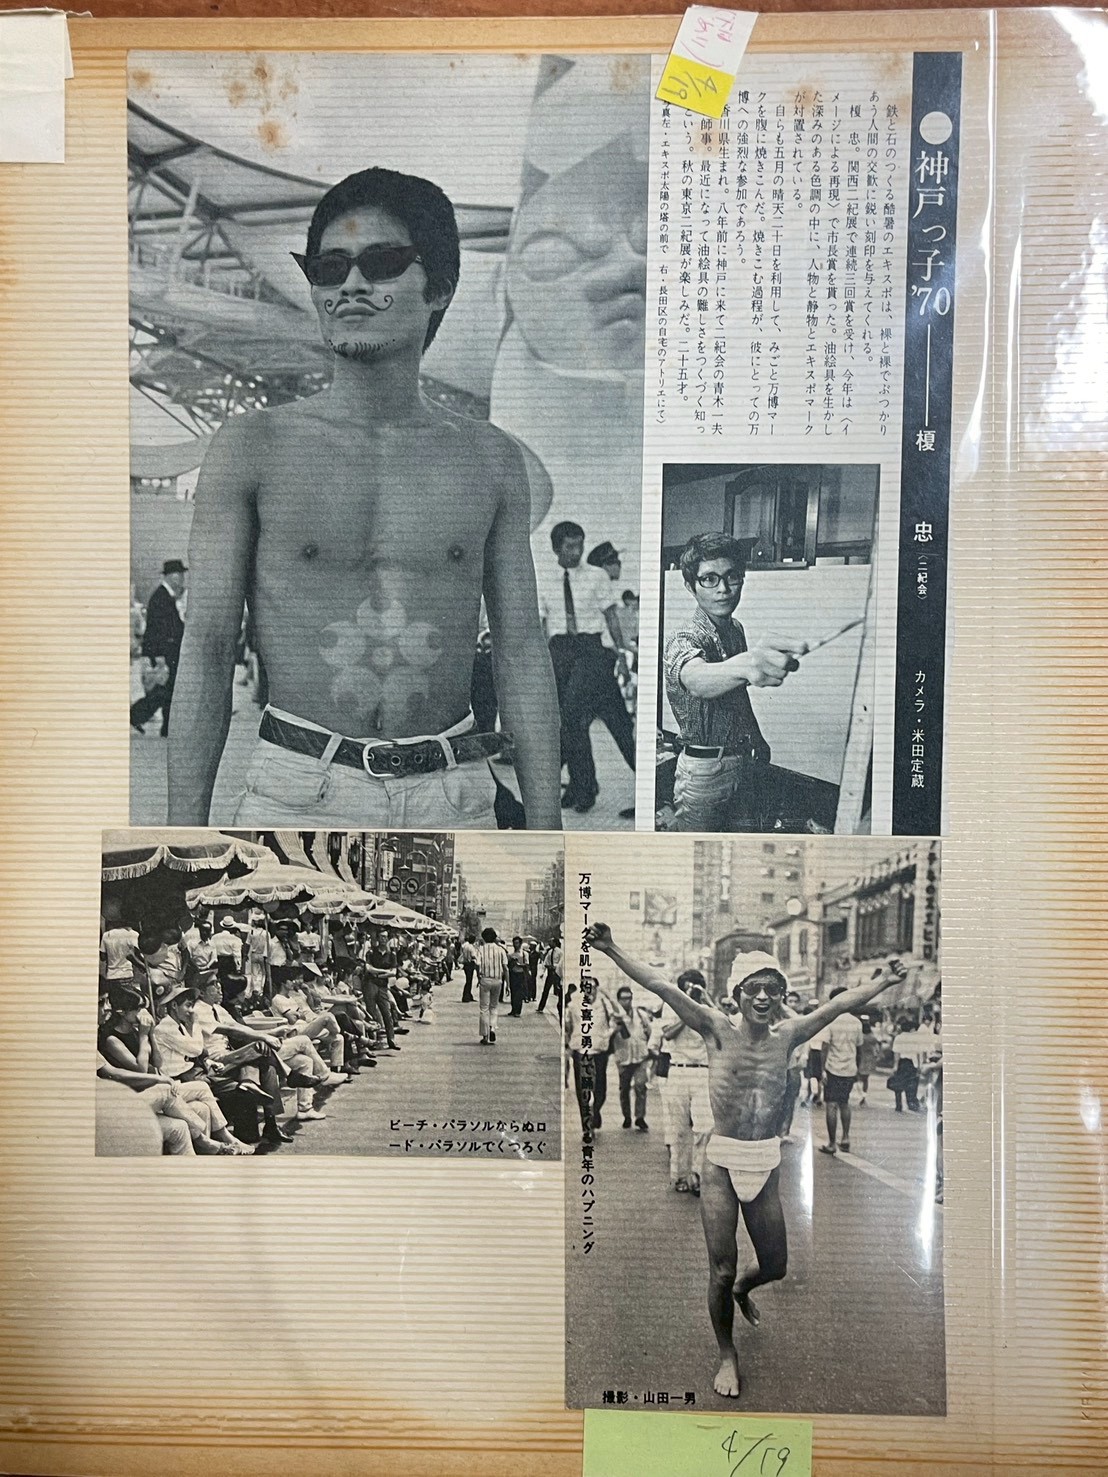 ●神戸っ子'70―――榎 忠〈二紀会〉 カメラ・米田定蔵
鉄と石のつくる酷暑のエキスポは、裸と裸でぶつかり
あう人間の交歓に鋭い刻印を与えてくれる。
榎 忠。関西二紀展で連続三回賞を受け、今年は〈イ
メージによる再現〉で市長賞を貰った。油絵具を生かし
た深みのある色調の中に、人物と静物とエキスポマーク
が対置されている。
自らも五月の晴天二十日を利用して、みごと万博マー
クを腹に焼きこんだ。焼きこむ過程が、彼にとっての万
博への強烈な参加であろう。
香川県生まれ。八年前に神戸に来て二紀会の青木一夫
師事。最近になって油絵具の難しさをつくづく知っ
という。秋の東京二紀展が楽しみだ。二十五才。
真左・エキスポ太陽の塔の前で 右・長田区の自宅のアトリエにて〉
4/19
ビーチ・パラソルならぬロ
ード・パラソルでくつろぐ
万博マークを肌に灼き喜び勇んで踊りまくる青年のハプニング
撮影・山田一男
4/19